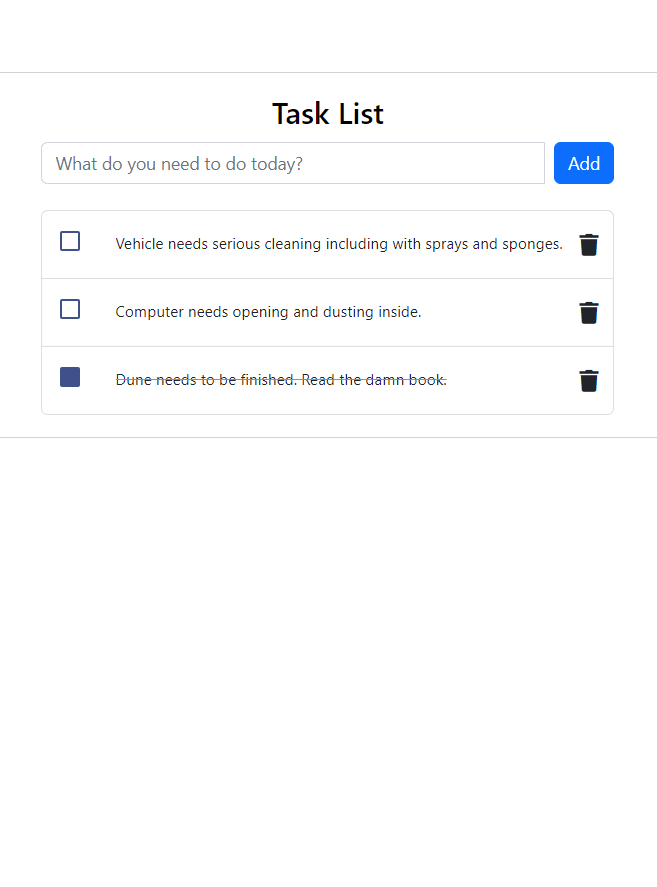 Task List
What do you need to do today?
Add
Vehicle needs serious cleaning including with sprays and sponges.
Computer needs opening and dusting inside.
Dune needs to be finished. Read the damn book.